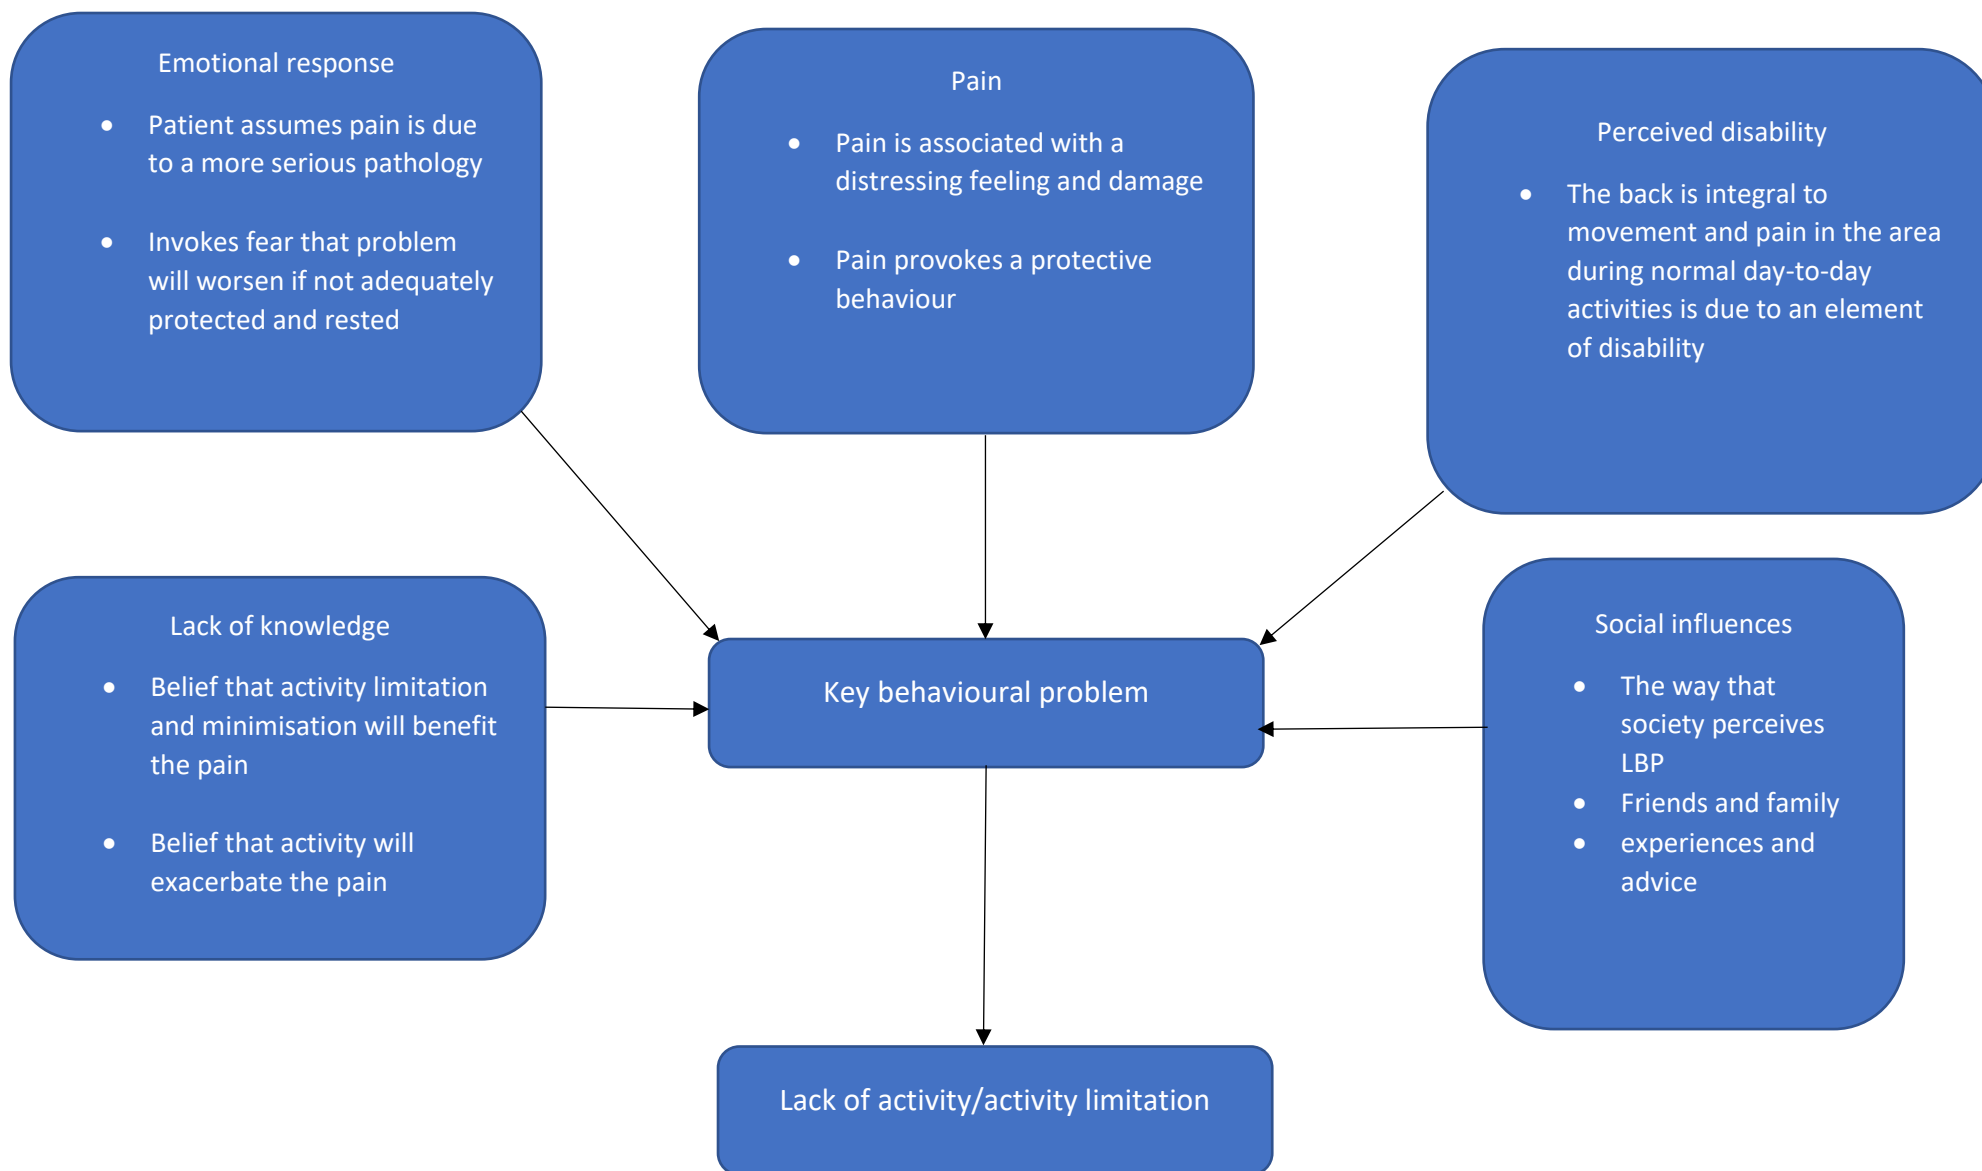 Emotional response
• Patient assumes pain is due
to a more serious pathology
• Invokes fear that problem
will worsen if not adequately
protected and rested
Pain
• Pain is associated with a
distressing feeling and damage
• Pain provokes a protective
behaviour
Perceived disability
• The back is integral to
movement and pain in the area
during normal day-to-day
activities is due to an element
of disability
Lack of knowledge
• Belief that activity limitation
and minimisation will benefit
the pain
• Belief that activity will
exacerbate the pain
Key behavioural problem
Social influences
• The way that
society perceives
LBP
• Friends and family
• experiences and
advice
Lack of activity/activity limitation